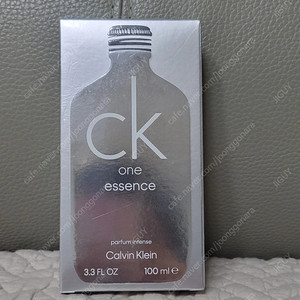 ck
one
essence
parfum intense
Calvin Klein
3.3 FL OZ 100 ml e